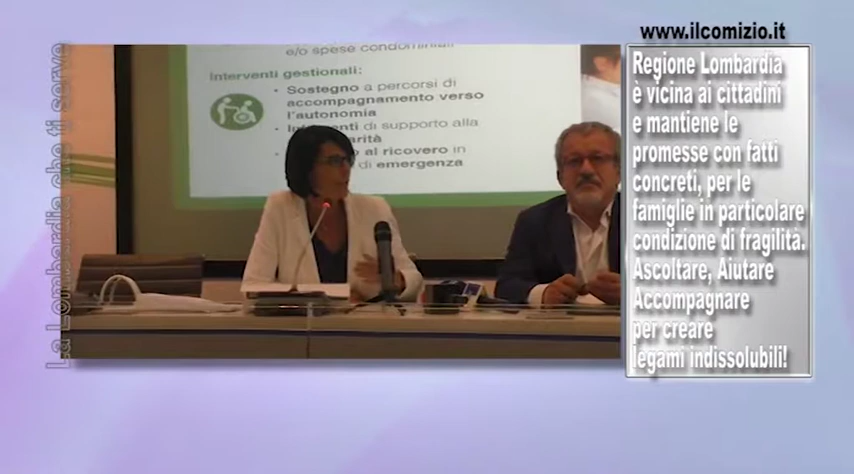 www.ilcomizio.it
La Lombardia che ti serve
e/o spese condominiali
Interventi gestionali:
• Sostegno a percorsi di
accompagnamento verso
l'autonomia
di supporto alla
al ricovero in
di emergenza
Regione Lombardia
è vicina ai cittadini
e mantiene le
promesse con fatti
concreti, per le
famiglie in particolare
condizione di fragilità.
Ascoltare, Aiutare
Accompagnare
per creare
legami indissolubili!